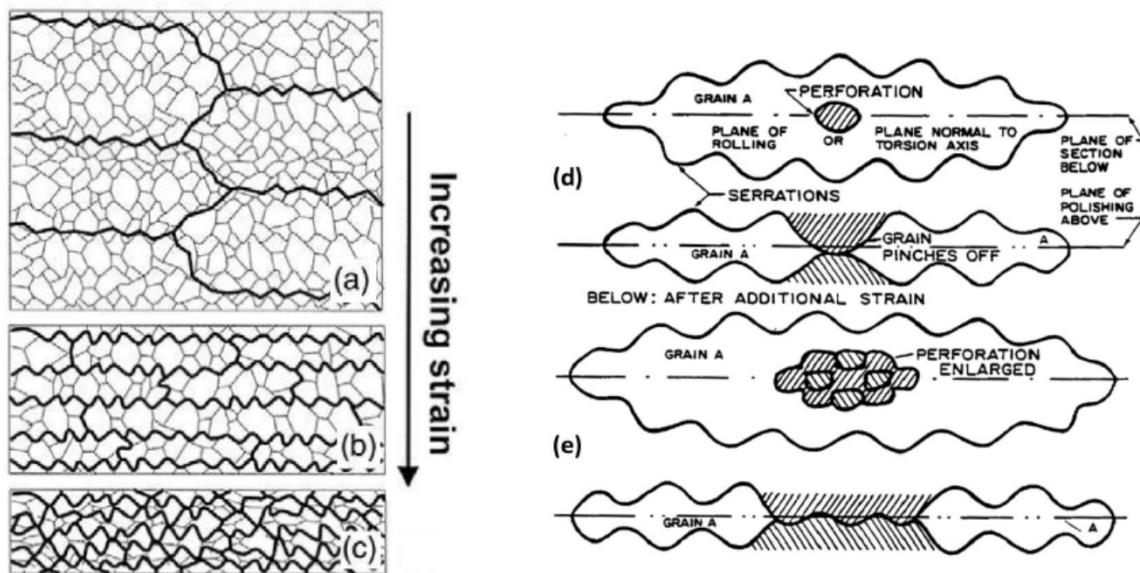 (a)
(b)
(c)
Increasing strain
GRAIN A
PERFORATION
PLANE OF
ROLLING
OR
PLANE NORMAL TO
TORSION AXIS
PLANE OF
SECTION
BELOW
(d)
SERRATIONS
PLANE OF
POLISHING
ABOVE
GRAIN A
GRAIN
PINCHES OFF
A
BELOW: AFTER ADDITIONAL STRAIN
GRAIN A
PERFORATION
ENLARGED
(e)
GRAIN A
A